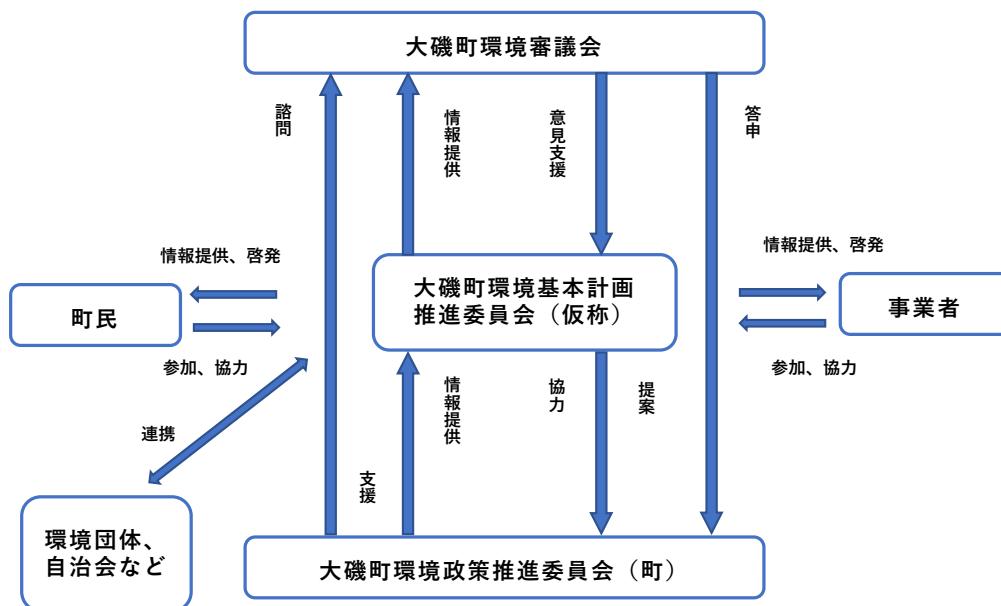 大磯町環境審議会
諮問
情報提供
意見支援
答申
情報提供、啓発
情報提供、啓発
町民
大磯町環境基本計画
推進委員会（仮称）
事業者
参加、協力
参加、協力
情報提供
協力
提案
連携
支援
環境団体、
自治会など
大磯町環境政策推進委員会（町）